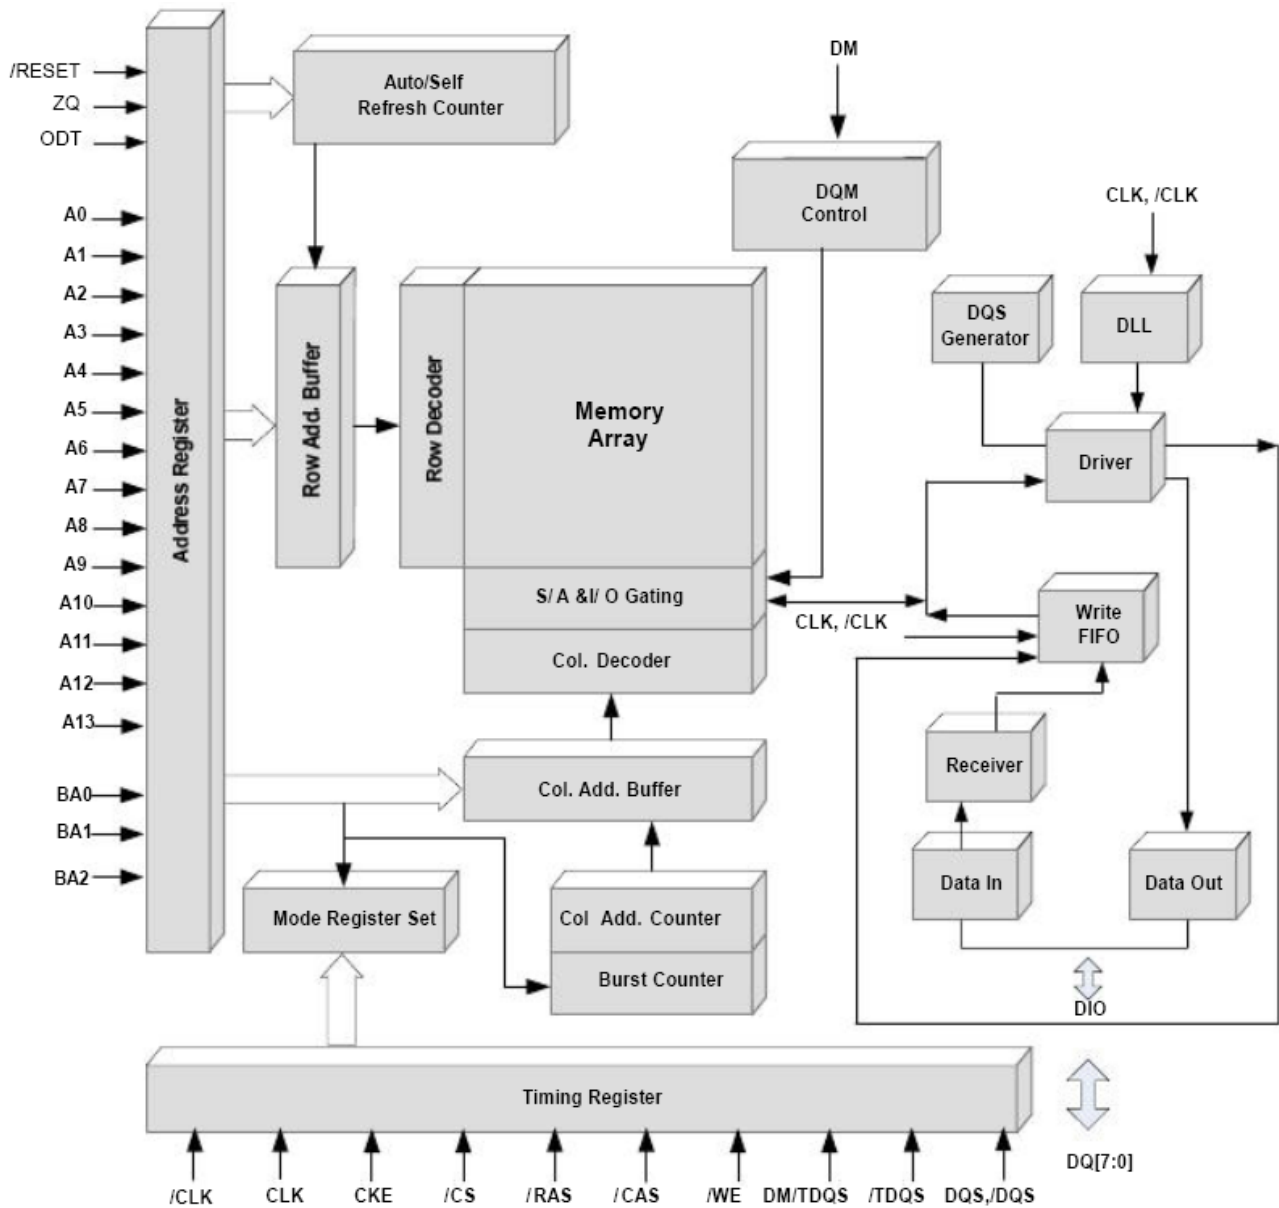 /RESET
ZQ
ODT
A0
A1
A2
A3
A4
A5
A6
A7
A8
A9
A10
A11
A12
A13
BA0
BA1
BA2
Address Register
Auto/Self
Refresh Counter
Row Add. Buffer
Row Decoder
Memory
Array
S/ A &I/ O Gating
Col. Decoder
Col. Add. Buffer
Col Add. Counter
Burst Counter
Mode Register Set
DM
DQM
Control
CLK, /CLK
DQS
Generator
DLL
Driver
CLK, /CLK
Write
FIFO
Receiver
Data In
Data Out
DIO
Timing Register
DQ[7:0]
/CLK
CLK
CKE
/CS
/RAS
/CAS
/WE
DM/TDQS
/TDQS
DQS,/DQS